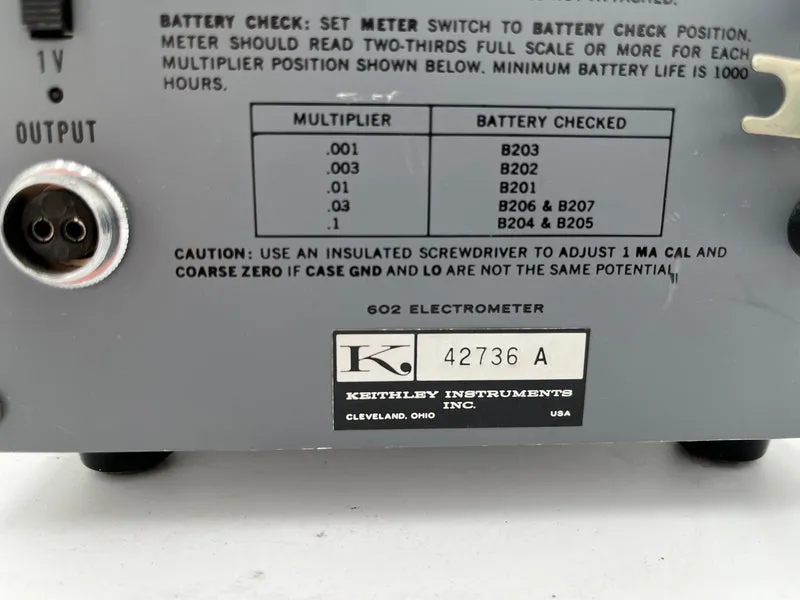 BATTERY CHECK: SET METER SWITCH TO BATTERY CHECK POSITION.
METER SHOULD READ TWO-THIRDS FULL SCALE OR MORE FOR EACH
MULTIPLIER POSITION SHOWN BELOW. MINIMUM BATTERY LIFE IS 1000
HOURS.
1 V
OUTPUT
MULTIPLIER BATTERY CHECKED
.001 B203
.003 B202
.01 B201
.03 B206 & B207
.1 B204 & B205
CAUTION: USE AN INSULATED SCREWDRIVER TO ADJUST 1 MA CAL AND
COARSE ZERO IF CASE GND AND LO ARE NOT THE SAME POTENTIAL
602 ELECTROMETER
K. 42736 A
KEITHLEY INSTRUMENTS
INC.
CLEVELAND, OHIO USA